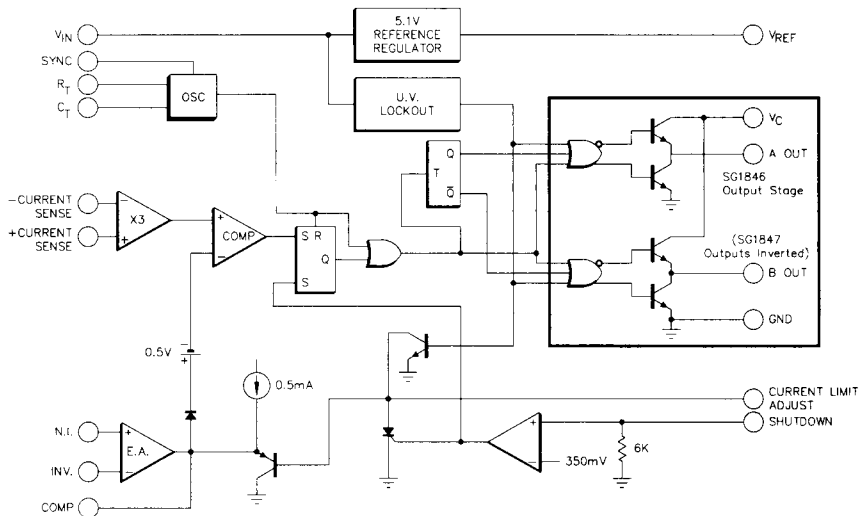 VIN
5.1V
REFERENCE
REGULATOR
VREF
SYNC
RT
CT
OSC
U.V.
LOCKOUT
VC
A OUT
SG1846
Output Stage
Q
T
Q̅
−CURRENT
SENSE
+CURRENT
SENSE
−
+
X3
+
−
COMP
S R
Q
S
(SG1847
Outputs Inverted)
B OUT
GND
0.5V
−
+
0.5mA
CURRENT LIMIT
ADJUST
SHUTDOWN
N.I.
INV.
COMP
+
−
E.A.
+
−
350mV
6K